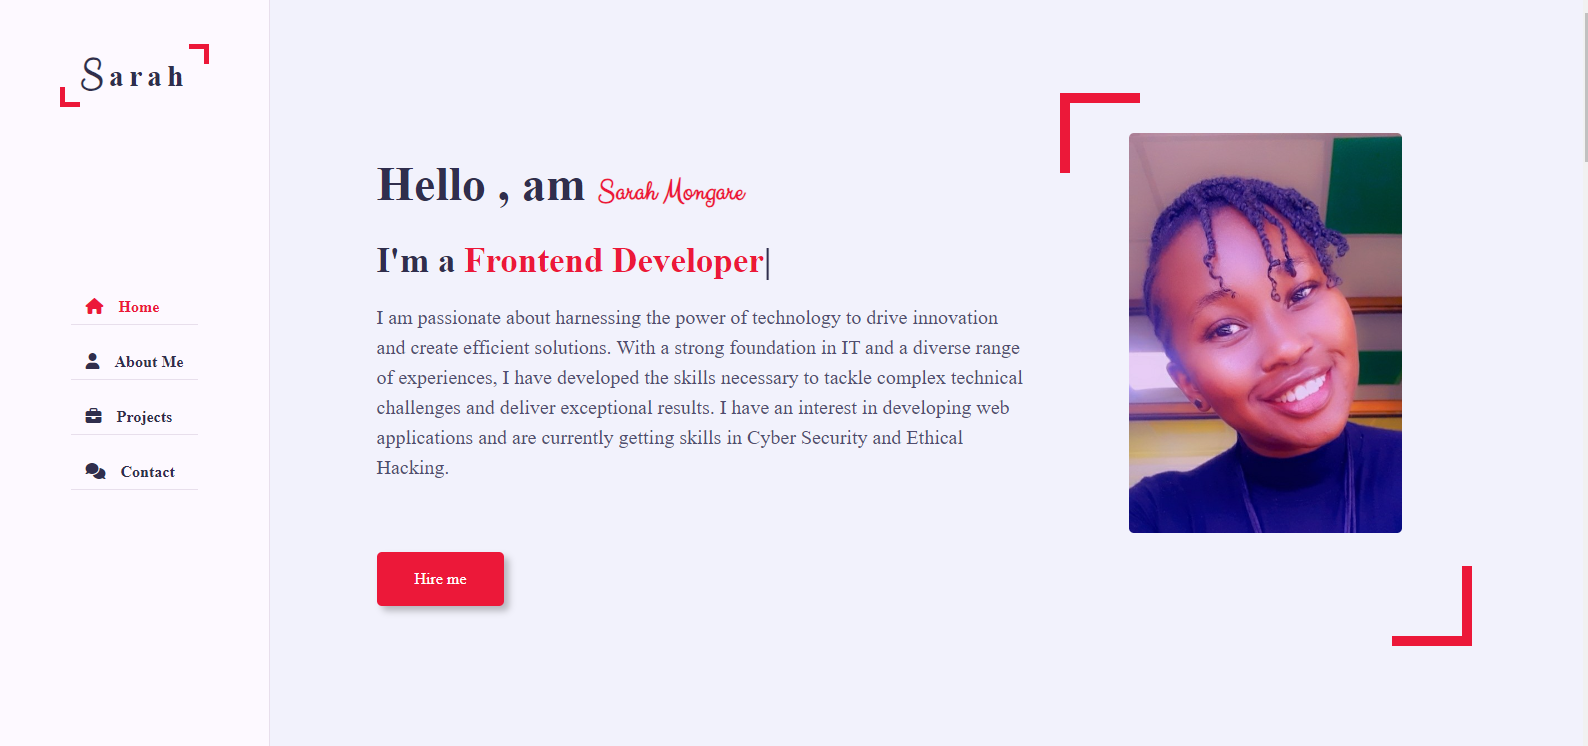 Sarah
Home
About Me
Projects
Contact
Hello , am Sarah Mongare
I'm a Frontend Developer|
I am passionate about harnessing the power of technology to drive innovation
and create efficient solutions. With a strong foundation in IT and a diverse range
of experiences, I have developed the skills necessary to tackle complex technical
challenges and deliver exceptional results. I have an interest in developing web
applications and are currently getting skills in Cyber Security and Ethical
Hacking.
Hire me